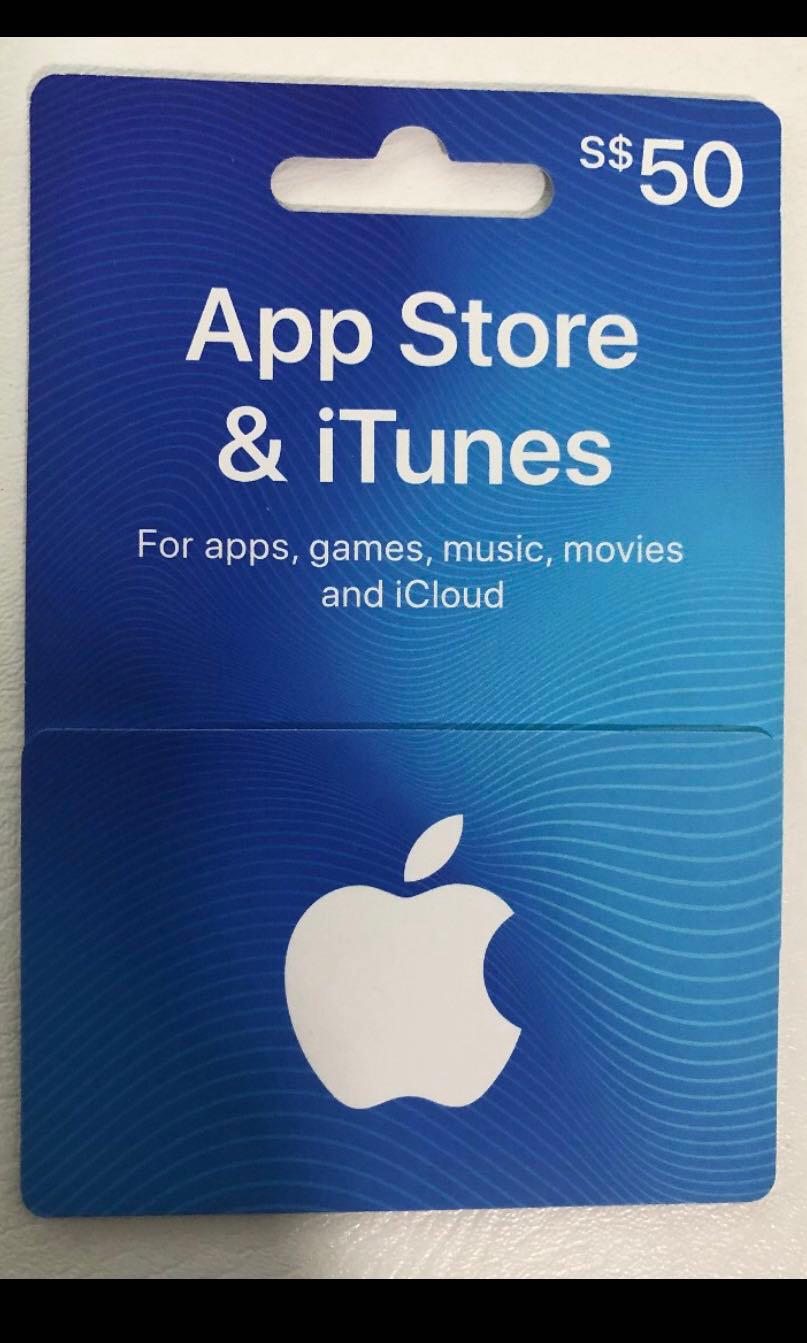 S$50
App Store
& iTunes
For apps, games, music, movies
and iCloud